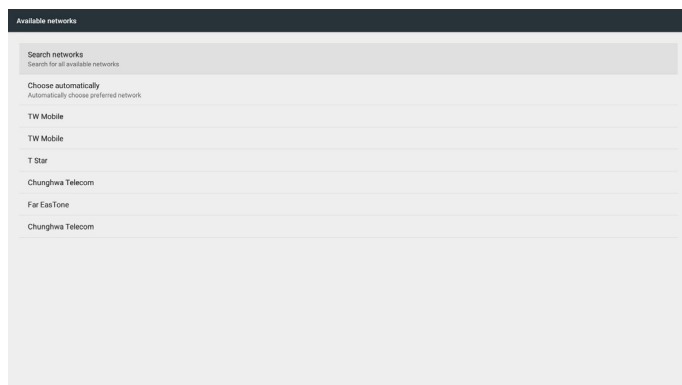 Available networks
Search networks
Search for all available networks
Choose automatically
Automatically choose preferred network
TW Mobile
TW Mobile
T Star
Chunghwa Telecom
Far EasTone
Chunghwa Telecom